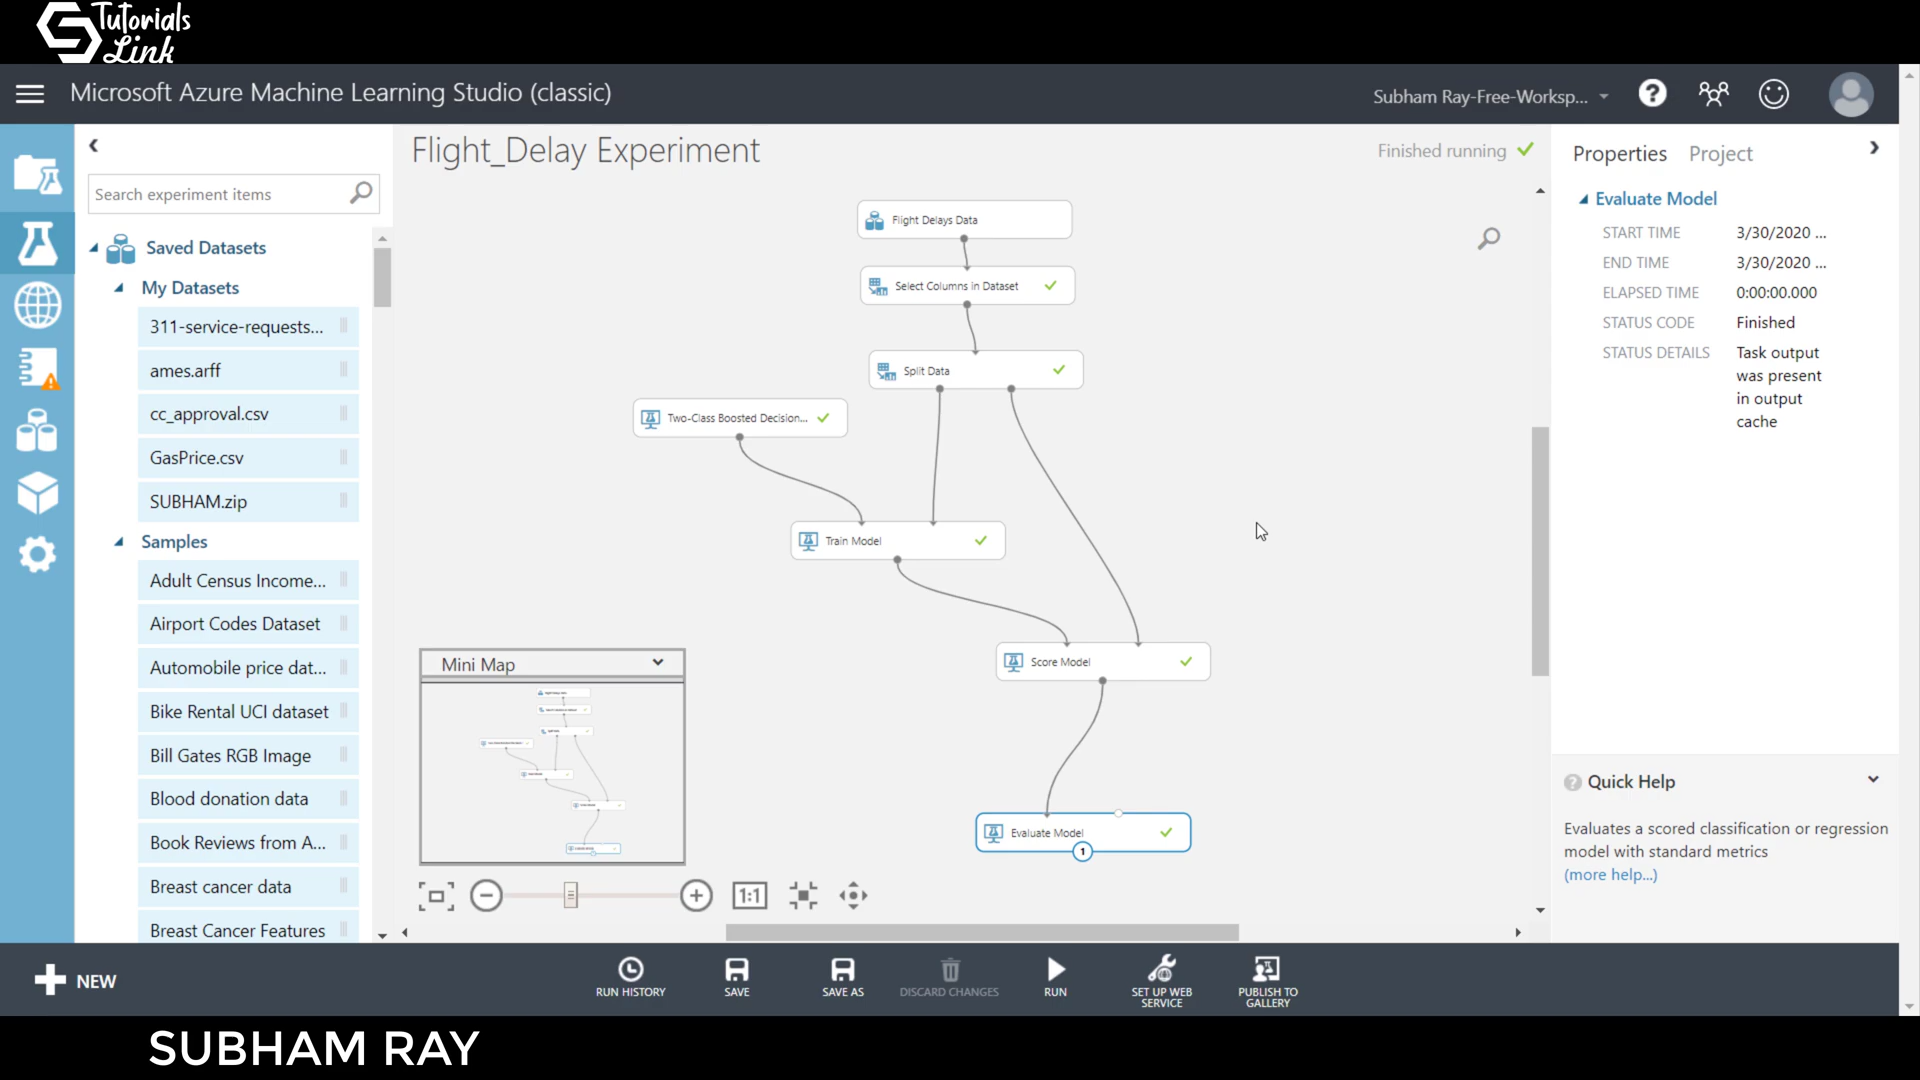 Tutorials
Link
Microsoft Azure Machine Learning Studio (classic)
Subham Ray-Free-Worksp...
Search experiment items
Saved Datasets
My Datasets
311-service-requests...
ames.arff
cc_approval.csv
GasPrice.csv
SUBHAM.zip
Samples
Adult Census Income...
Airport Codes Dataset
Automobile price dat...
Bike Rental UCI dataset
Bill Gates RGB Image
Blood donation data
Book Reviews from A...
Breast cancer data
Breast Cancer Features
Flight_Delay Experiment
Finished running
Flight Delays Data
Select Columns in Dataset
Split Data
Two-Class Boosted Decision...
Train Model
Score Model
Evaluate Model
1
Mini Map
1:1
Properties Project
Evaluate Model
START TIME 3/30/2020 ...
END TIME 3/30/2020 ...
ELAPSED TIME 0:00:00.000
STATUS CODE Finished
STATUS DETAILS Task output
was present
in output
cache
Quick Help
Evaluates a scored classification or regression
model with standard metrics
(more help...)
NEW
RUN HISTORY
SAVE
SAVE AS
DISCARD CHANGES
RUN
SET UP WEB
SERVICE
PUBLISH TO
GALLERY
SUBHAM RAY